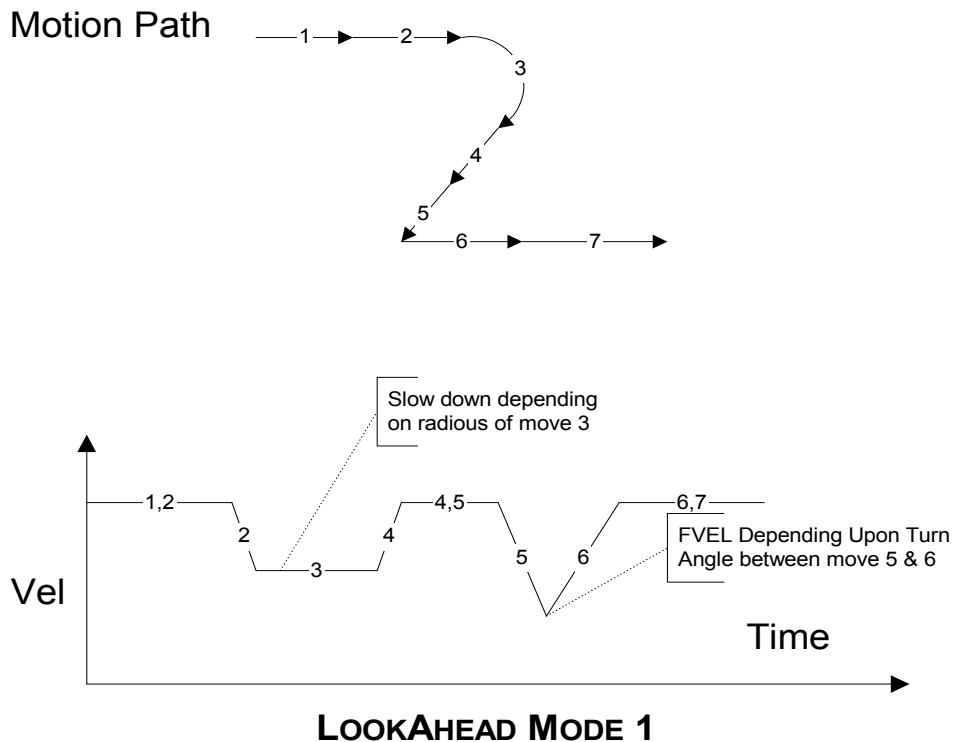 Motion Path
1
2
3
4
5
6
7
Slow down depending
on radious of move 3
1,2
2
3
4
4,5
5
6
6,7
FVEL Depending Upon Turn
Angle between move 5 & 6
Vel
Time
LOOKAHEAD MODE 1